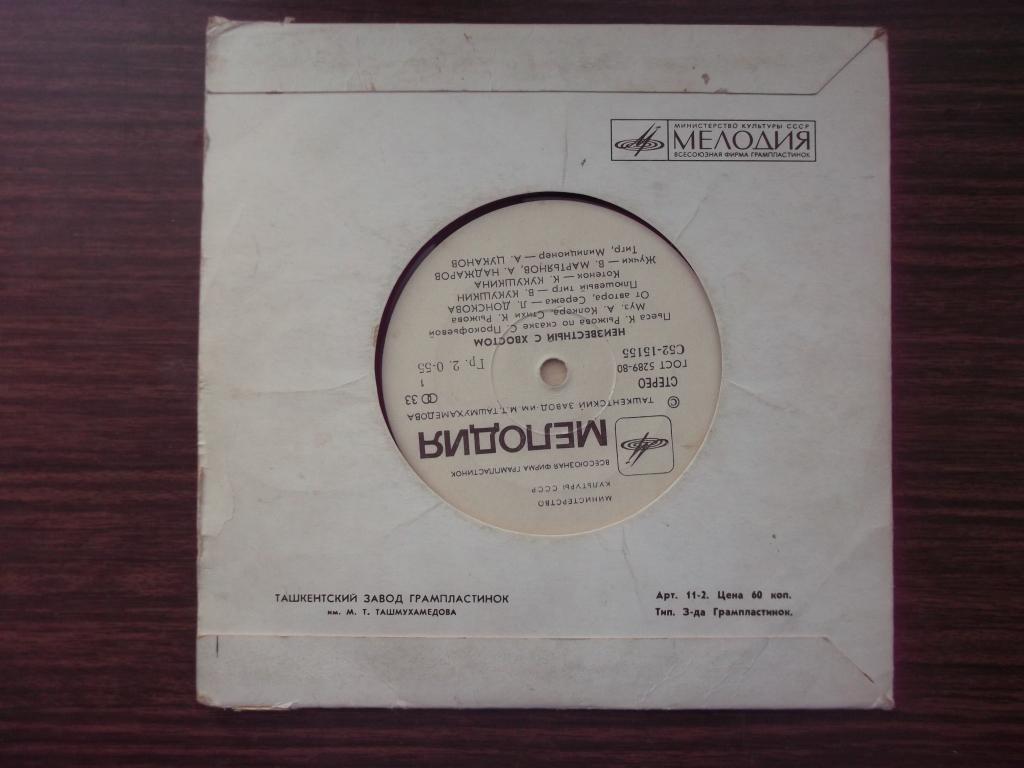 МИНИСТЕРСТВО КУЛЬТУРЫ СССР
МЕЛОДИЯ
ВСЕСОЮЗНАЯ ФИРМА ГРАМПЛАСТИНОК
МИНИСТЕРСТВО
КУЛЬТУРЫ СССР
ВСЕСОЮЗНАЯ ФИРМА ГРАМПЛАСТИНОК
МЕЛОДИЯ
© ТАШКЕНТСКИЙ ЗАВОД ИМ. М.Т.ТАШМУХАМЕДОВА
СТЕРЕО 33
ГОСТ 5289-80 1
С52-15155 Гр. 2. 0-55
НЕИЗВЕСТНЫЙ С ХВОСТОМ
Пьеса К. Рыжова по сказке С. Прокофьевой
Муз. А. Колкера. Стихи К. Рыжова
От автора, Сережа — Л. ДОНСКОВА
Плюшевый тигр — В. КУКУШКИН
Котенок — К. КУКУШКИНА
Жучки — В. МАРТЬЯНОВ, А. НАДЖАРОВ
Тигр, Милиционер — А. ЦУКАНОВ
ТАШКЕНТСКИЙ ЗАВОД ГРАМПЛАСТИНОК
им. М. Т. ТАШМУХАМЕДОВА
Арт. 11-2. Цена 60 коп.
Тип. З-да Грампластинок.